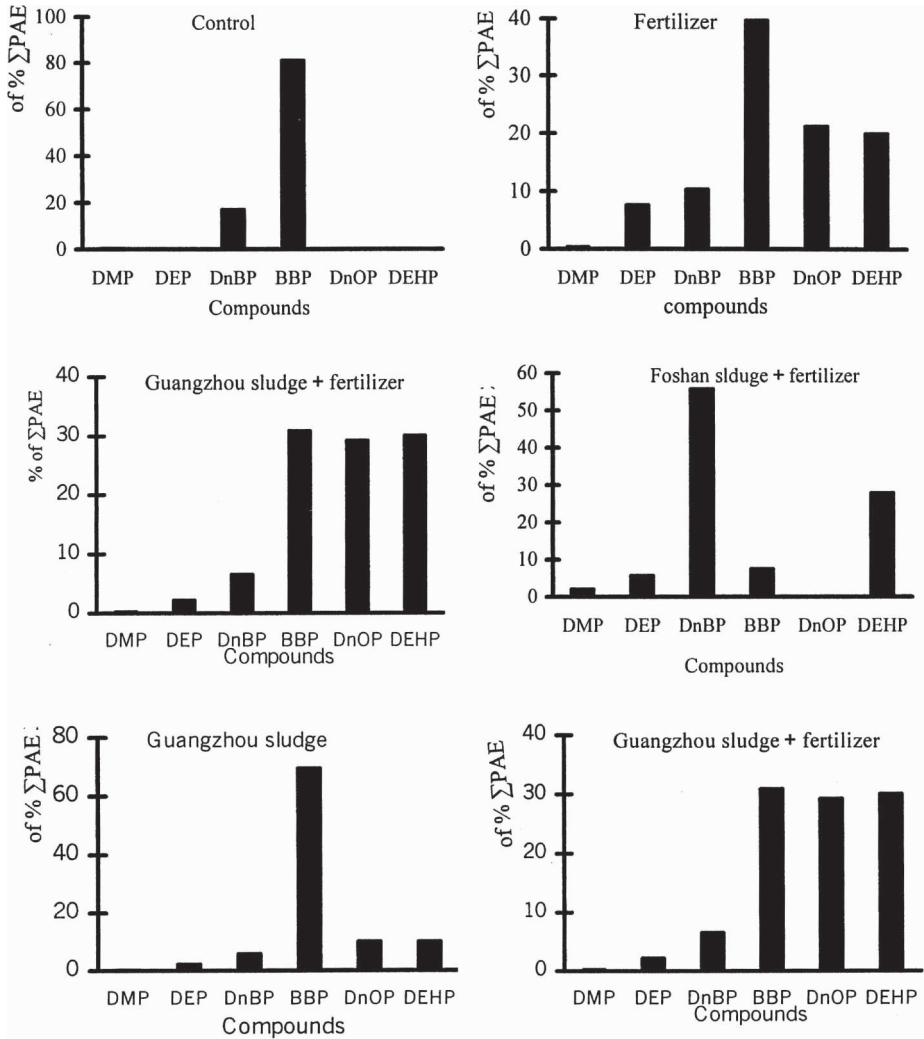 Control
of % ∑PAE
100
80
60
40
20
0
DMP DEP DnBP BBP DnOP DEHP
Compounds
Fertilizer
of % ∑PAE
40
30
20
10
0
DMP DEP DnBP BBP DnOP DEHP
compounds
Guangzhou sludge + fertilizer
% of ∑PAE
40
30
20
10
0
DMP DEP DnBP BBP DnOP DEHP
Compounds
Foshan slduge + fertilizer
of % ∑PAE:
60
50
40
30
20
10
0
DMP DEP DnBP BBP DnOP DEHP
Compounds
Guangzhou sludge
of % ∑PAE:
80
60
40
20
0
DMP DEP DnBP BBP DnOP DEHP
Compounds
Guangzhou sludge + fertilizer
of % ∑PAE
40
30
20
10
0
DMP DEP DnBP BBP DnOP DEHP
Compounds